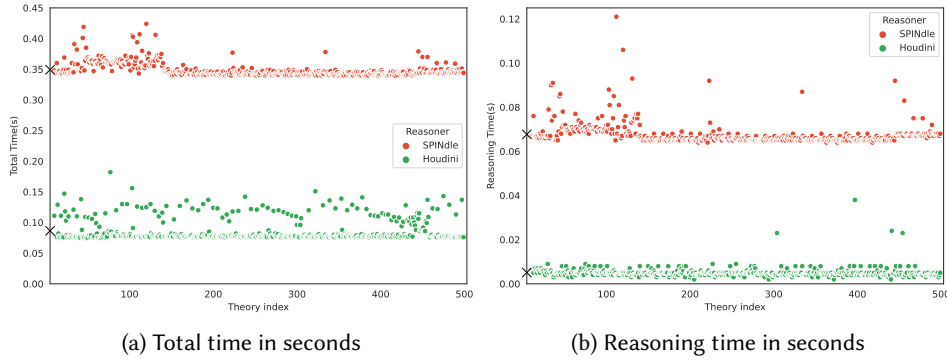 0.45
0.40
0.35
0.30
0.25
0.20
0.15
0.10
0.05
0.00
Total Time(s)
Reasoner
SPINdle
Houdini
100
200
300
400
500
Theory index
(a) Total time in seconds
0.12
0.10
0.08
0.06
0.04
0.02
0.00
Reasoning Time(s)
Reasoner
SPINdle
Houdini
100
200
300
400
500
Theory index
(b) Reasoning time in seconds